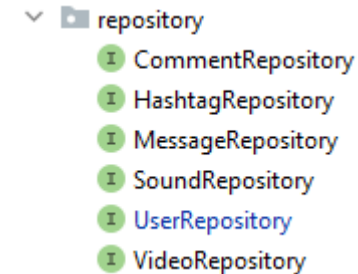 repository
I CommentRepository
I HashtagRepository
I MessageRepository
I SoundRepository
I UserRepository
I VideoRepository